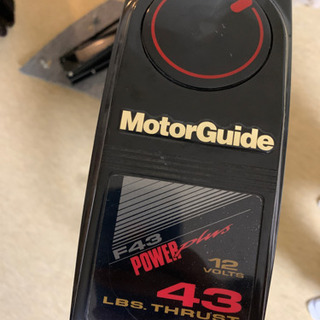 MotorGuide
F43
POWER plus
12
VOLTS
43
LBS. THRUST